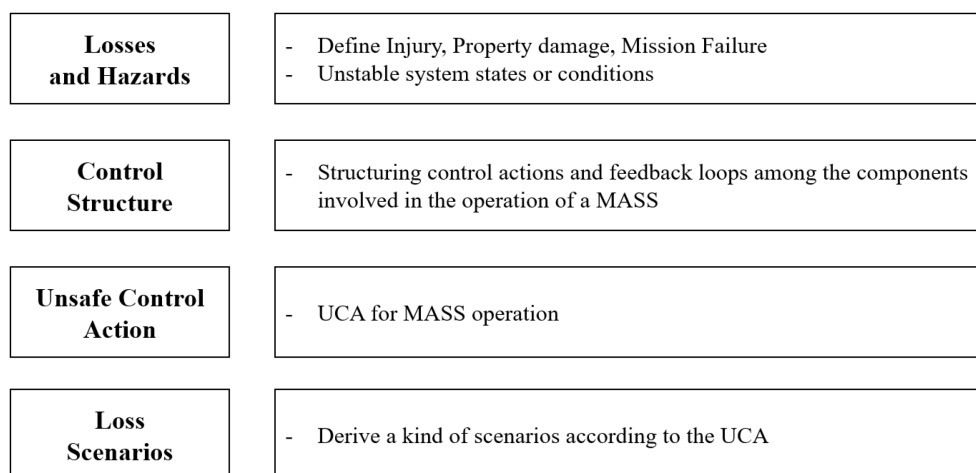 Losses
and Hazards
- Define Injury, Property damage, Mission Failure
- Unstable system states or conditions
Control
Structure
- Structuring control actions and feedback loops among the components
involved in the operation of a MASS
Unsafe Control
Action
- UCA for MASS operation
Loss
Scenarios
- Derive a kind of scenarios according to the UCA